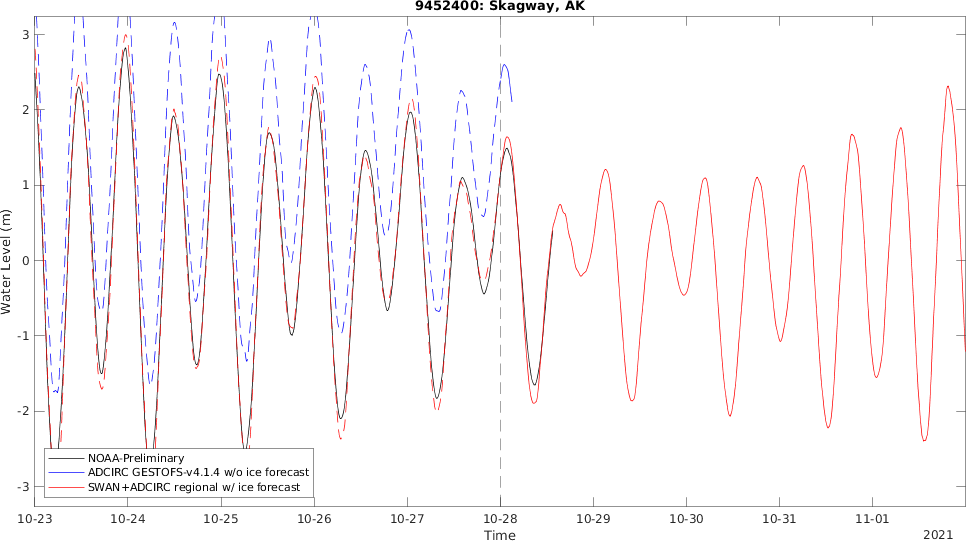 9452400: Skagway, AK
3
2
1
0
-1
-2
-3
Water Level (m)
NOAA-Preliminary
ADCIRC GESTOFS-v4.1.4 w/o ice forecast
SWAN+ADCIRC regional w/ ice forecast
10-23 10-24 10-25 10-26 10-27 10-28 10-29 10-30 10-31 11-01
Time
2021